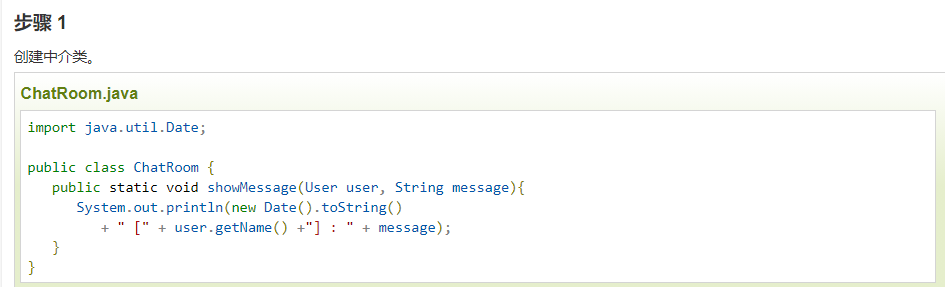 步骤 1
创建中介类。
ChatRoom.java
import java.util.Date;
public class ChatRoom {
public static void showMessage(User user, String message){
System.out.println(new Date().toString()
+ " [" + user.getName() +"] : " + message);
}
}